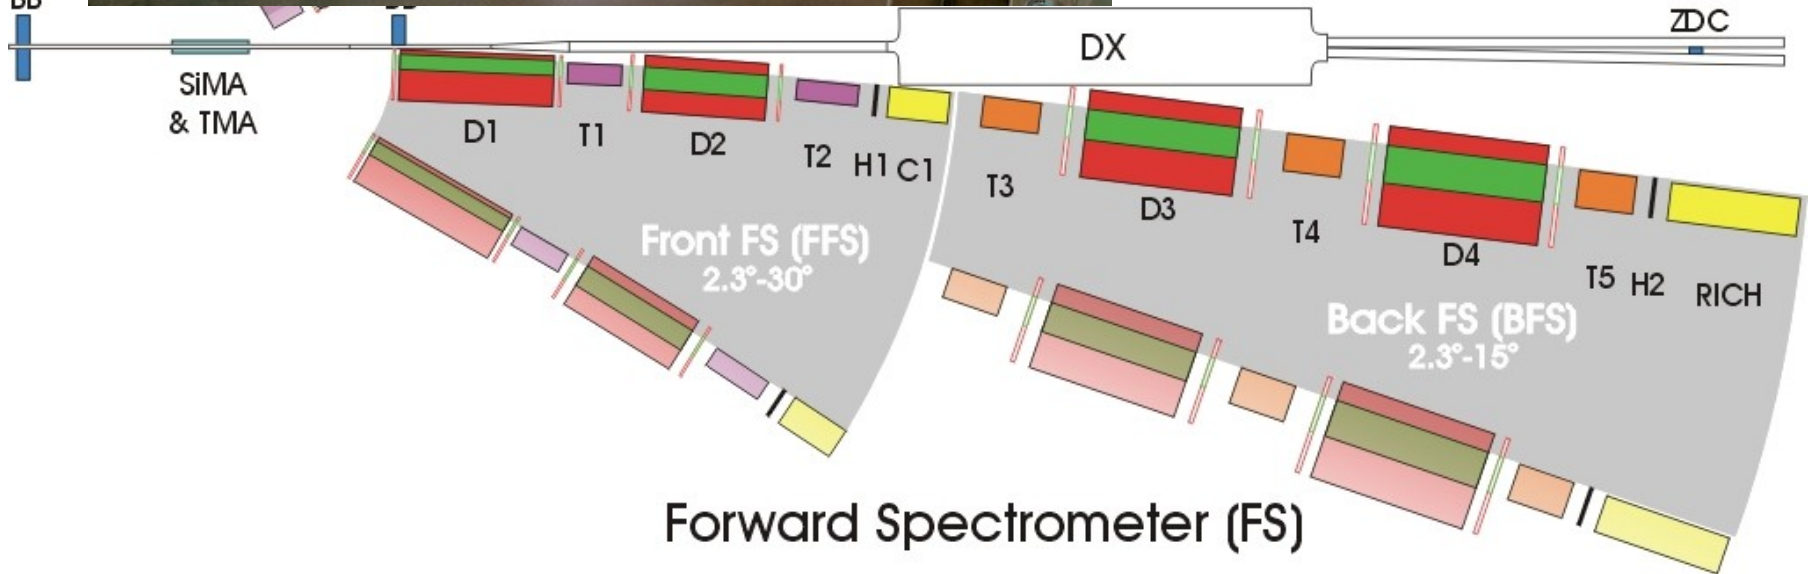 BB
DX
ZDC
SiMA
& TMA
D1
T1
D2
T2
H1
C1
T3
D3
T4
D4
T5
H2
RICH
Front FS (FFS)
2.3°-30°
Back FS (BFS)
2.3°-15°
Forward Spectrometer (FS)